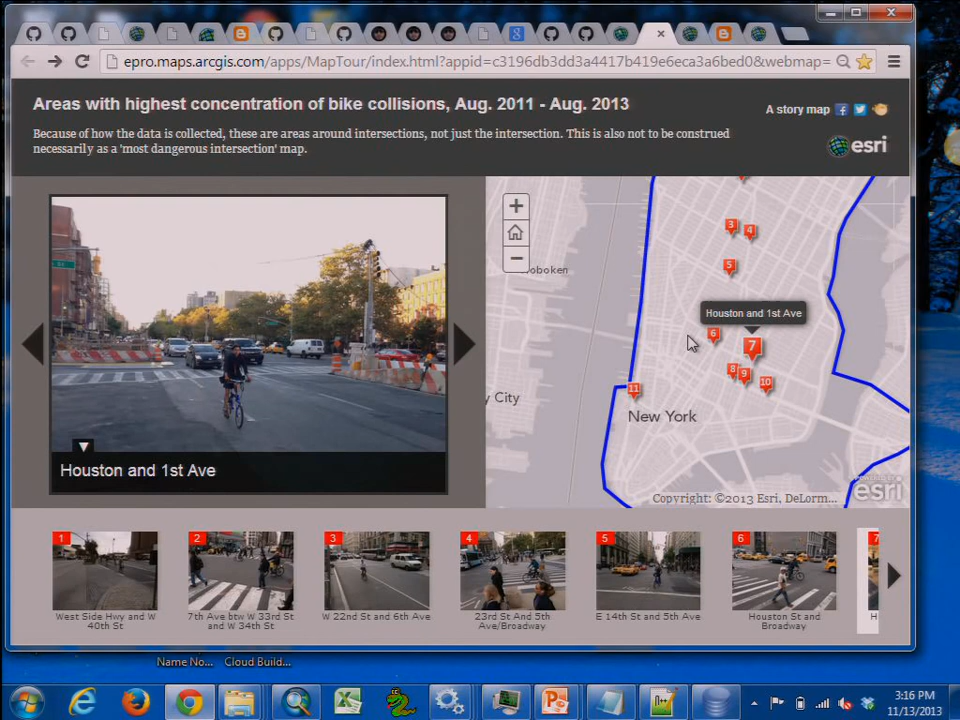 epro.maps.arcgis.com/apps/MapTour/index.html?appid=c3196db3dd3a4417b419e6eca3a6bed0&webmap=
Areas with highest concentration of bike collisions, Aug. 2011 - Aug. 2013
A story map
Because of how the data is collected, these are areas around intersections, not just the intersection. This is also not to be construed
necessarily as a 'most dangerous intersection' map.
esri
+
−
Hoboken
3
4
5
Houston and 1st Ave
6
7
8
9
10
11
y City
New York
Copyright: ©2013 Esri, DeLorm...
POWERED BY
esri
Houston and 1st Ave
1
West Side Hwy and W
40th St
2
7th Ave btw W 33rd St
and W 34th St
3
W 22nd St and 6th Ave
4
23rd St And 5th
Ave/Broadway
5
E 14th St and 5th Ave
6
Houston St and
Broadway
7
H
Name No...
Cloud Build...
3:16 PM
11/13/2013